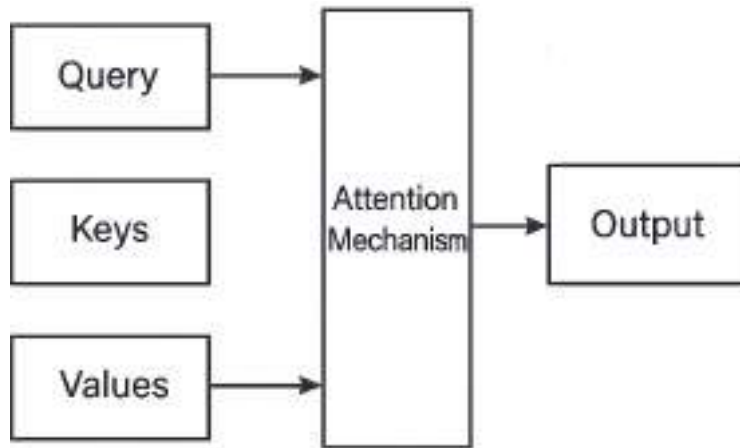 Query
Keys
Values
Attention
Mechanism
Output